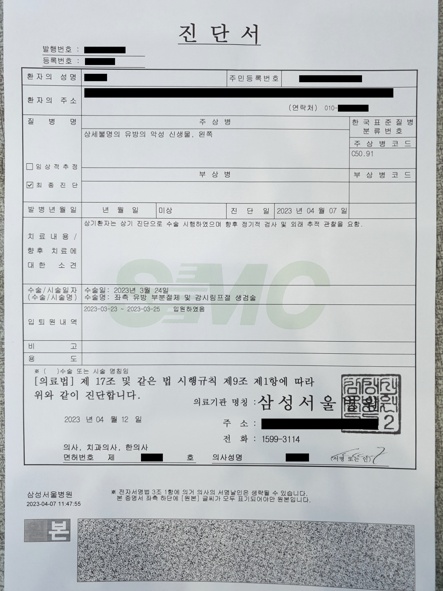 진 단 서
발행번호 :
등록번호 :
환자의 성명
주민등록번호
환자의 주소
(연락처) 010-
질 병 명
주 상 병
한국표준질병
분류번호
상세불명의 유방의 악성 신생물, 왼쪽
주 상병코드
C50.91
임상적추정
부 상 병
부 상병코드
최종진단
발병년월일
년 월 일
미상
진 단 일
2023 년 04 월 07 일
치료내용/
향후 치료에
대한 소견
상기환자는 상기 진단으로 수술 시행하였으며 향후 정기적 검사 및 외래 추적 관찰을 요함.
SMC
수술/시술일자
(수술/시술명)
수술일: 2023년 3월 24일
수술명: 좌측 유방 부분절제 및 감시림프절 생검술
입퇴원내역
2023-03-23 ~ 2023-03-25 입원하였음
비 고
용 도
※ ( )수술 또는 시술 명칭임
[의료법] 제 17조 및 같은 법 시행규칙 제9조 제1항에 따라
위와 같이 진단합니다.
의료기관 명칭 : 삼성서울병원
2023 년 04 월 12 일
주 소 :
전 화 : 1599-3114
의사, 치과의사, 한의사
면허번호 제 호 의사성명
삼성서울병원
2023-04-07 11:47:55
※ 전자서명법 3조 1항에 의거 의사의 서명날인은 생략될 수 있습니다.
본 증명서 좌측 하단에 [원본] 글씨가 모두 표기되어야만 원본입니다.
본